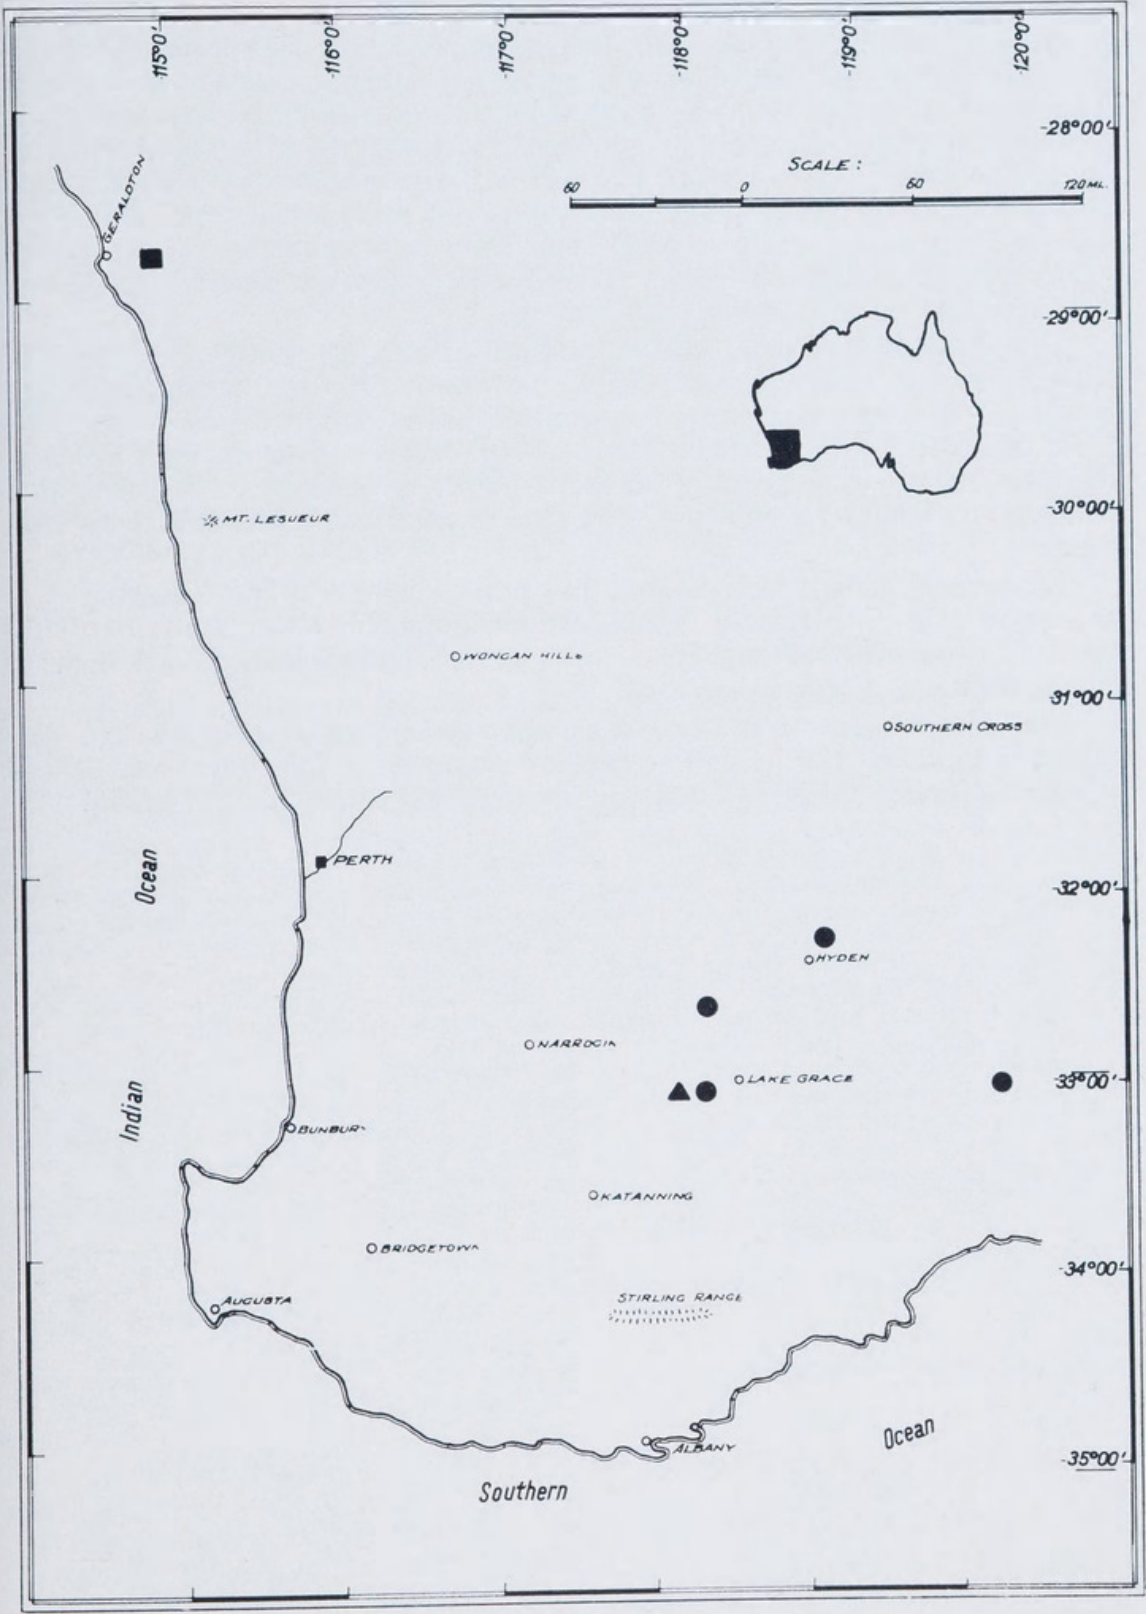 115°0'
116°0'
117°0'
118°0'
119°0'
120°0'
28°00'
SCALE :
60 0 60 120 ML.
GERALDTON
29°00'
30°00'
MT. LESUEUR
WONGAN HILLS
31°00'
SOUTHERN CROSS
PERTH
Ocean
32°00'
HYDEN
NARROGIN
LAKE GRACE
33°00'
Indian
BUNBURY
KATANNING
BRIDGETOWN
34°00'
AUGUSTA
STIRLING RANGE
ALBANY
Ocean
35°00'
Southern